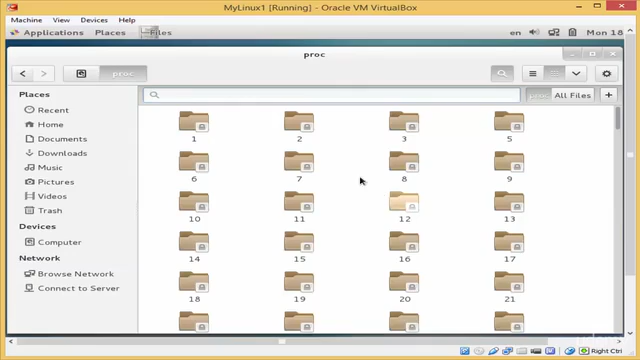 MyLinux1 [Running] - Oracle VM VirtualBox
Machine View Devices Help
Applications Places Files en Mon 18
proc
proc
Places
proc All Files
Recent
Home
Documents
Downloads
Music
Pictures
Videos
Trash
Devices
Computer
Network
Browse Network
Connect to Server
1 2 3 5
6 7 8 9
10 11 12 13
14 15 16 17
18 19 20 21
Right Ctrl